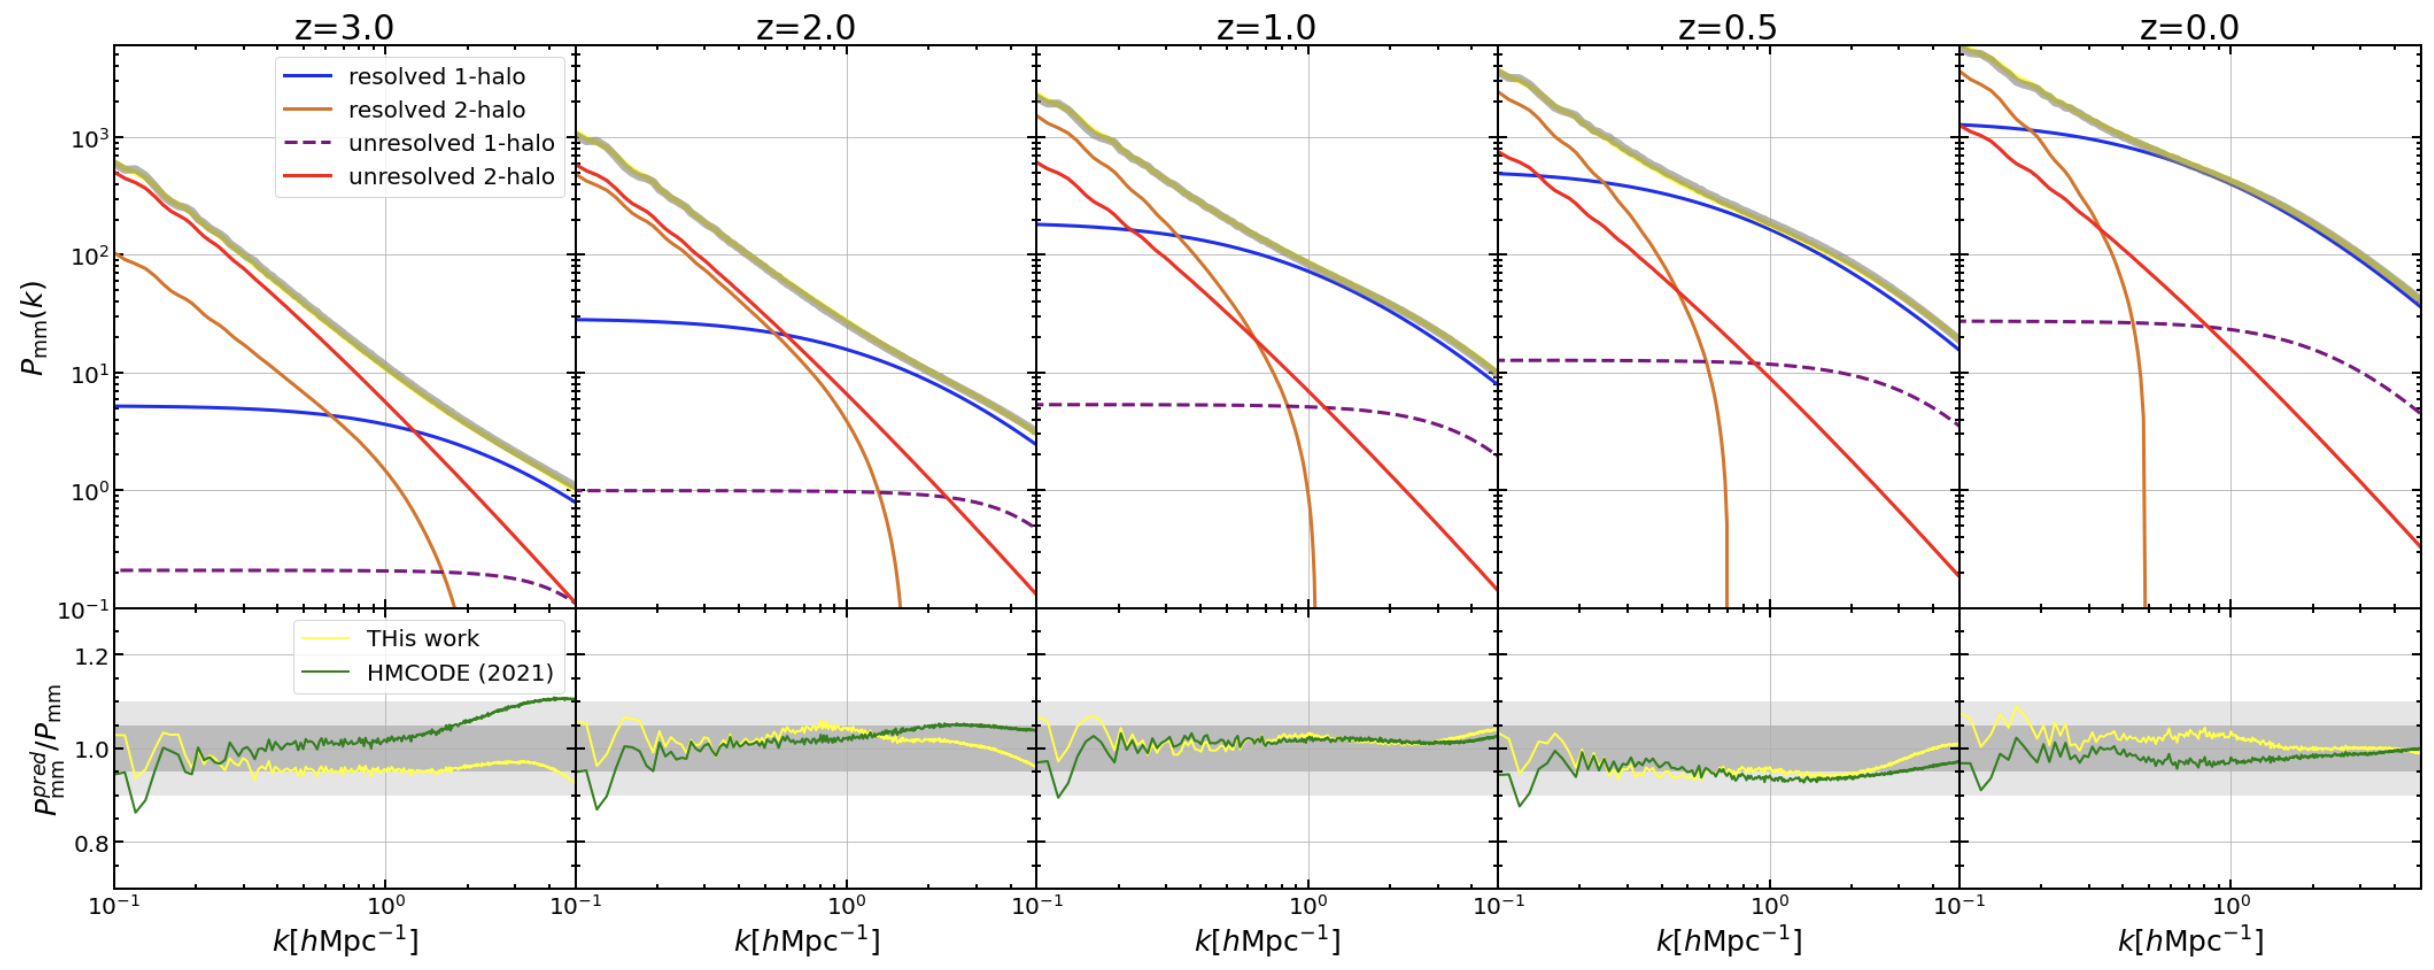 z=3.0 z=2.0 z=1.0 z=0.5 z=0.0
resolved 1-halo
resolved 2-halo
unresolved 1-halo
unresolved 2-halo
P_mm(k)
10³
10²
10¹
10⁰
10⁻¹
THis work
HMCODE (2021)
P_mm^pred/P_mm
1.2
1.0
0.8
10⁻¹ 10⁰ 10⁻¹ 10⁰ 10⁻¹ 10⁰ 10⁻¹ 10⁰ 10⁻¹ 10⁰
k[hMpc⁻¹] k[hMpc⁻¹] k[hMpc⁻¹] k[hMpc⁻¹] k[hMpc⁻¹]